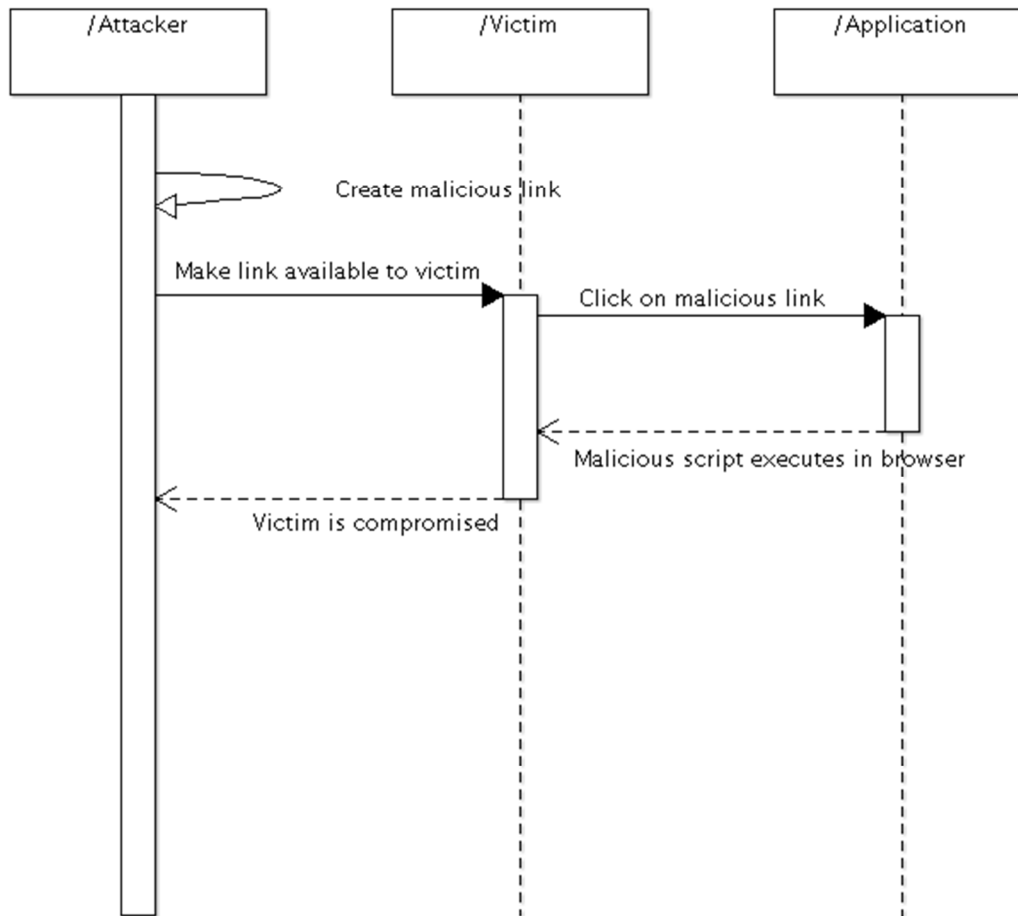 /Attacker
/Victim
/Application
Create malicious link
Make link available to victim
Click on malicious link
Malicious script executes in browser
Victim is compromised